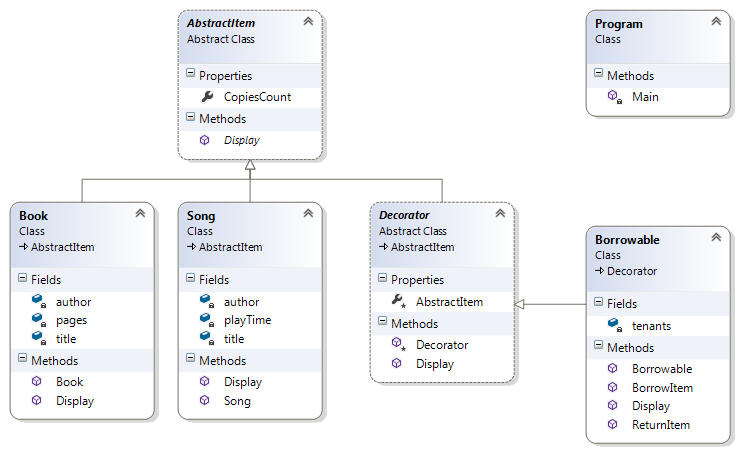 AbstractItem
Abstract Class
Properties
CopiesCount
Methods
Display
Program
Class
Methods
Main
Book
Class
AbstractItem
Fields
author
pages
title
Methods
Book
Display
Song
Class
AbstractItem
Fields
author
playTime
title
Methods
Display
Song
Decorator
Abstract Class
AbstractItem
Properties
AbstractItem
Methods
Decorator
Display
Borrowable
Class
Decorator
Fields
tenants
Methods
Borrowable
BorrowItem
Display
ReturnItem